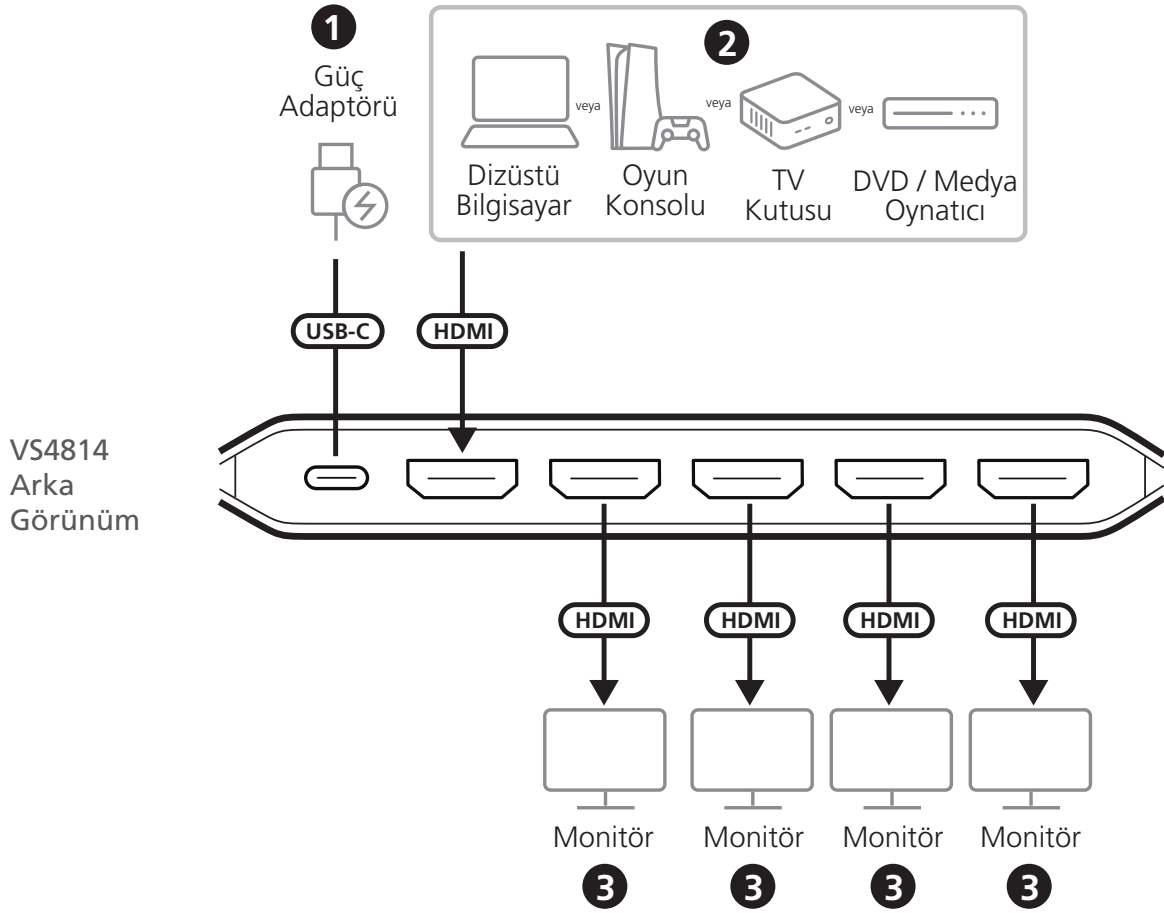 1
Güç
Adaptörü
2
veya
veya
veya
Dizüstü
Bilgisayar
Oyun
Konsolu
TV
Kutusu
DVD / Medya
Oynatıcı
USB-C
HDMI
VS4814
Arka
Görünüm
HDMI
HDMI
HDMI
HDMI
Monitör
Monitör
Monitör
Monitör
3
3
3
3